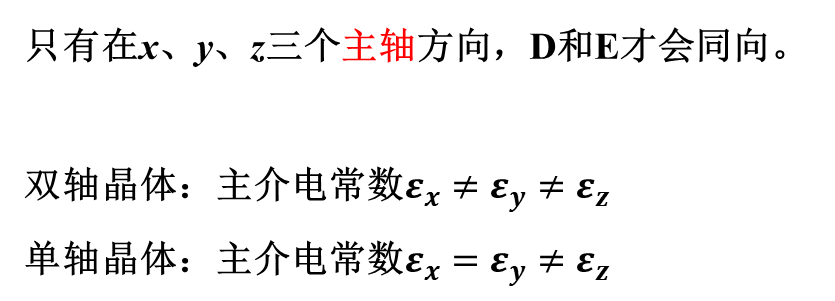 只有在x、y、z三个主轴方向，D和E才会同向。
双轴晶体：主介电常数εx ≠ εy ≠ εz
单轴晶体：主介电常数εx = εy ≠ εz